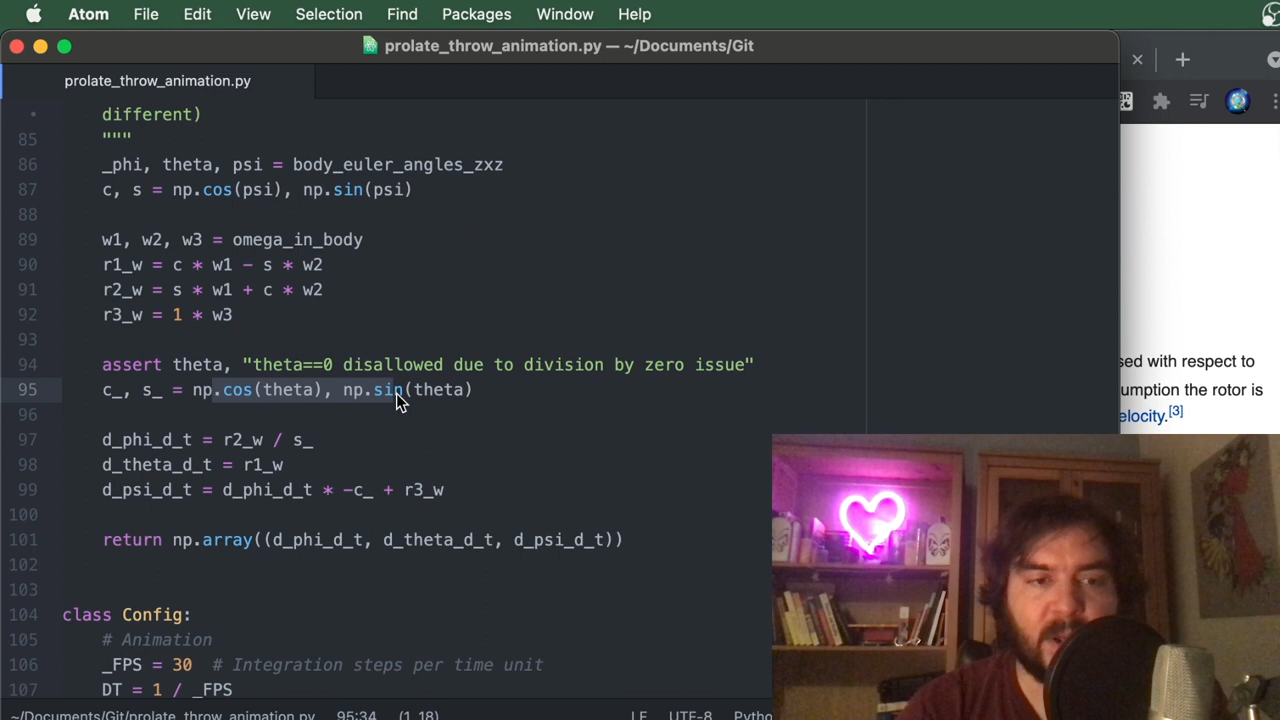 Atom File Edit View Selection Find Packages Window Help
prolate_throw_animation.py — ~/Documents/Git
prolate_throw_animation.py
• different)
85 """
86 _phi, theta, psi = body_euler_angles_zxz
87 c, s = np.cos(psi), np.sin(psi)
88
89 w1, w2, w3 = omega_in_body
90 r1_w = c * w1 - s * w2
91 r2_w = s * w1 + c * w2
92 r3_w = 1 * w3
93
94 assert theta, "theta==0 disallowed due to division by zero issue"
95 c_, s_ = np.cos(theta), np.sin(theta)
96
97 d_phi_d_t = r2_w / s_
98 d_theta_d_t = r1_w
99 d_psi_d_t = d_phi_d_t * -c_ + r3_w
100
101 return np.array((d_phi_d_t, d_theta_d_t, d_psi_d_t))
102
103
104 class Config:
105 # Animation
106 _FPS = 30 # Integration steps per time unit
107 DT = 1 / _FPS
~/Documents/Git/prolate_throw_animation.py 95:34 (1, 18) LF UTF-8 Pytho
sed with respect to
umption the rotor is
elocity.[3]